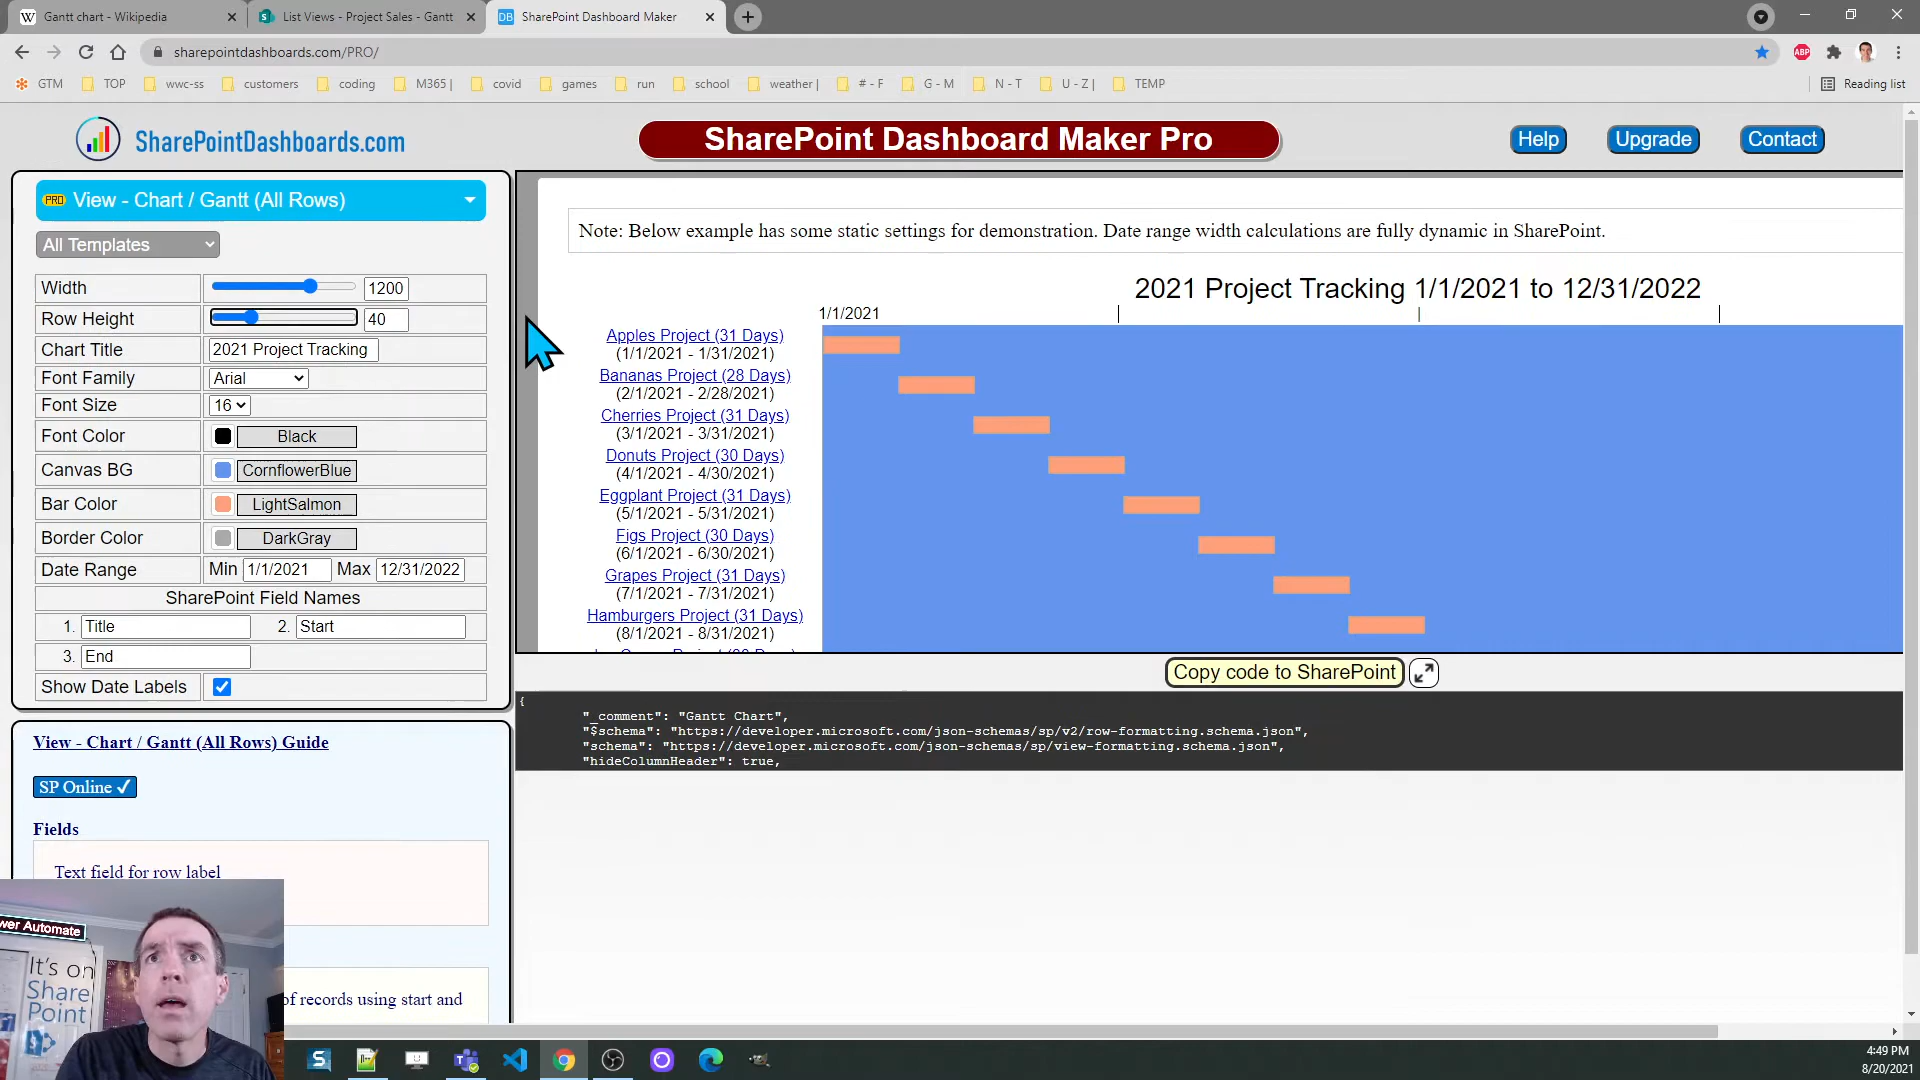 Gantt chart - Wikipedia
List Views - Project Sales - Gantt
DB
SharePoint Dashboard Maker
sharepointdashboards.com/PRO/
GTM
TOP
wwc-ss
customers
coding
M365 |
covid
games
run
school
weather |
# - F
G - M
N - T
U - Z |
TEMP
Reading list
SharePointDashboards.com
SharePoint Dashboard Maker Pro
Help
Upgrade
Contact
PRO View - Chart / Gantt (All Rows)
All Templates
Width
1200
Row Height
40
Chart Title
2021 Project Tracking
Font Family
Arial
Font Size
16
Font Color
Black
Canvas BG
CornflowerBlue
Bar Color
LightSalmon
Border Color
DarkGray
Date Range
Min 1/1/2021 Max 12/31/2022
SharePoint Field Names
1. Title 2. Start
3. End
Show Date Labels
Note: Below example has some static settings for demonstration. Date range width calculations are fully dynamic in SharePoint.
2021 Project Tracking 1/1/2021 to 12/31/2022
1/1/2021
Apples Project (31 Days)
(1/1/2021 - 1/31/2021)
Bananas Project (28 Days)
(2/1/2021 - 2/28/2021)
Cherries Project (31 Days)
(3/1/2021 - 3/31/2021)
Donuts Project (30 Days)
(4/1/2021 - 4/30/2021)
Eggplant Project (31 Days)
(5/1/2021 - 5/31/2021)
Figs Project (30 Days)
(6/1/2021 - 6/30/2021)
Grapes Project (31 Days)
(7/1/2021 - 7/31/2021)
Hamburgers Project (31 Days)
(8/1/2021 - 8/31/2021)
Copy code to SharePoint
{
"_comment": "Gantt Chart",
"$schema": "https://developer.microsoft.com/json-schemas/sp/v2/row-formatting.schema.json",
"schema": "https://developer.microsoft.com/json-schemas/sp/view-formatting.schema.json",
"hideColumnHeader": true,
View - Chart / Gantt (All Rows) Guide
SP Online ✓
Fields
Text field for row label
of records using start and
wer Automate
It's on
Share
Point
4:49 PM
8/20/2021